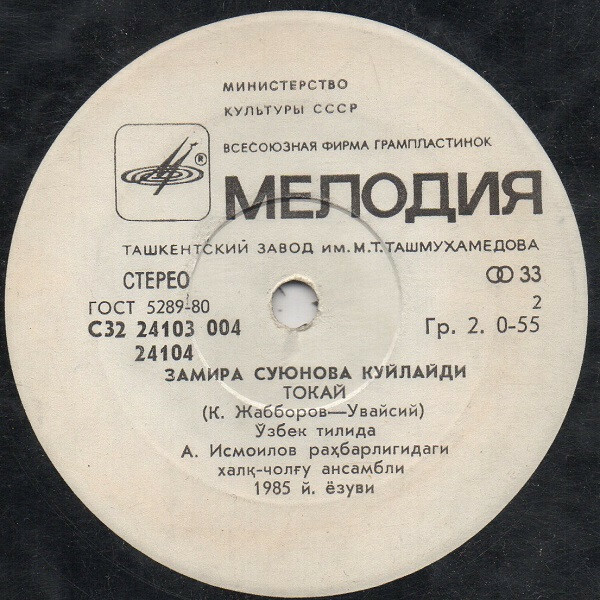 МИНИСТЕРСТВО
КУЛЬТУРЫ СССР
ВСЕСОЮЗНАЯ ФИРМА ГРАМПЛАСТИНОК
®
МЕЛОДИЯ
ТАШКЕНТСКИЙ ЗАВОД ИМ. М.Т.ТАШМУХАМЕДОВА
СТЕРЕО 33
ГОСТ 5289-80 2
С32 24103 004 Гр. 2. 0-55
24104
ЗАМИРА СУЮНОВА КУЙЛАЙДИ
ТОКАЙ
(К. Жабборов—Увайсий)
Ўзбек тилида
А. Исмоилов раҳбарлигидаги
халқ-чолғу ансамбли
1985 й. ёзуви